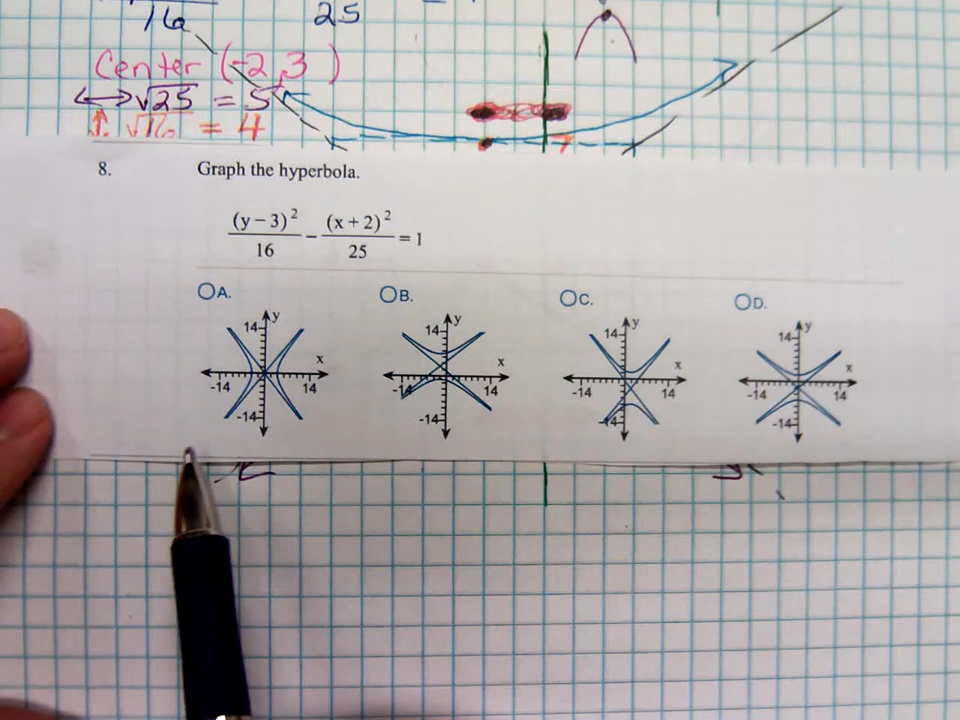 16 25
Center (-2,3)
√25 = 5
√16 = 4
7
8. Graph the hyperbola.
(y − 3)² / 16 − (x + 2)² / 25 = 1
A. B. C. D.
14 y 14 y 14 y 14 y
x x x x
-14 14 -14 14 -14 14 -14 14
-14 -14 -14 -14